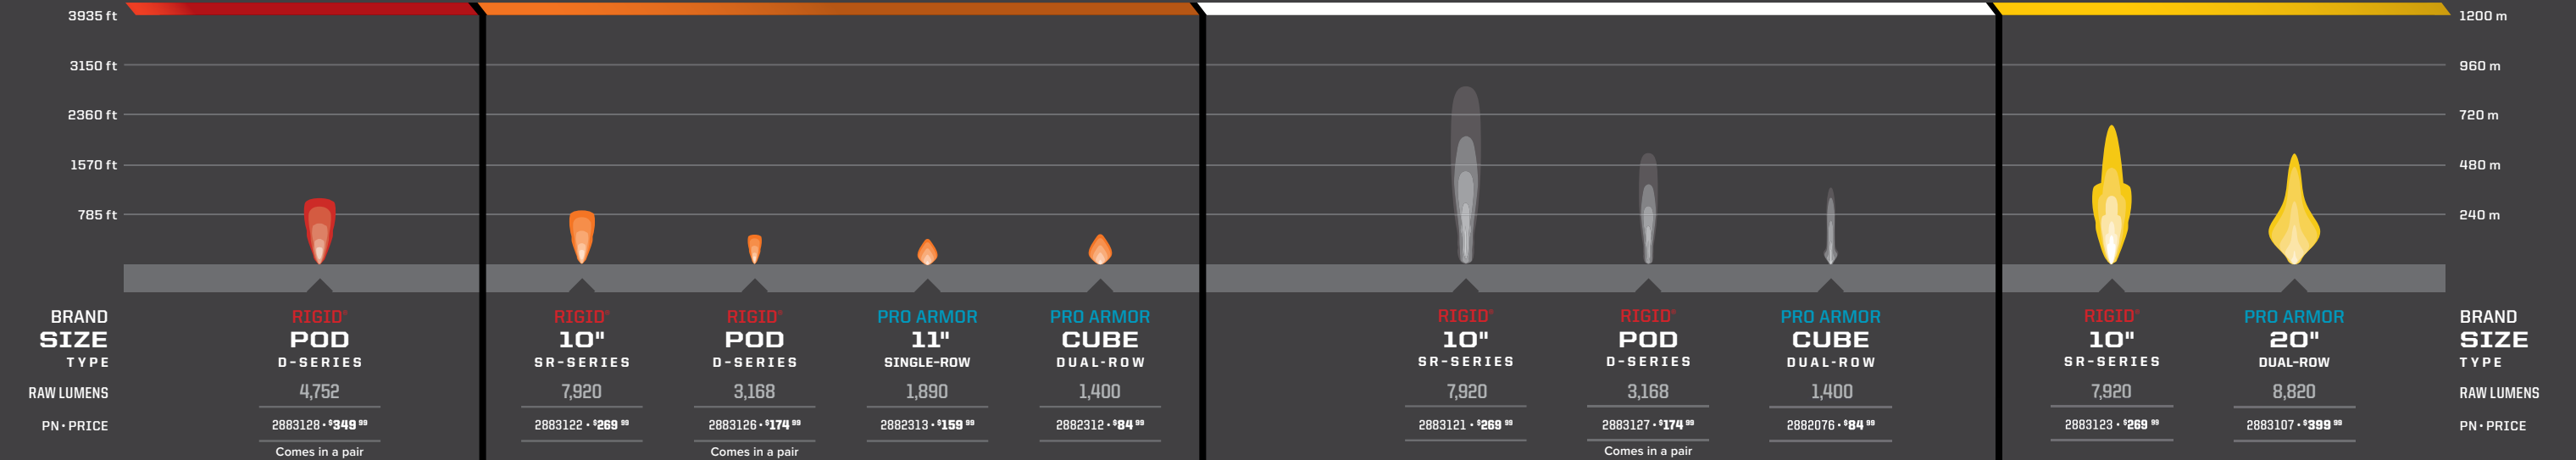 3935 ft 1200 m
3150 ft 960 m
2360 ft 720 m
1570 ft 480 m
785 ft 240 m
BRAND RIGID® RIGID® RIGID® PRO ARMOR PRO ARMOR RIGID® RIGID® PRO ARMOR RIGID® PRO ARMOR BRAND
SIZE POD 10" POD 11" CUBE 10" POD CUBE 10" 20" SIZE
TYPE D-SERIES SR-SERIES D-SERIES SINGLE-ROW DUAL-ROW SR-SERIES D-SERIES DUAL-ROW SR-SERIES DUAL-ROW TYPE
RAW LUMENS 4,752 7,920 3,168 1,890 1,400 7,920 3,168 1,400 7,920 8,820 RAW LUMENS
PN • PRICE 2883128 • $349 99 2883122 • $269 99 2883126 • $174 99 2882313 • $159 99 2882312 • $84 99 2883121 • $269 99 2883127 • $174 99 2882076 • $84 99 2883123 • $269 99 2883107 • $399 99 PN • PRICE
Comes in a pair Comes in a pair Comes in a pair